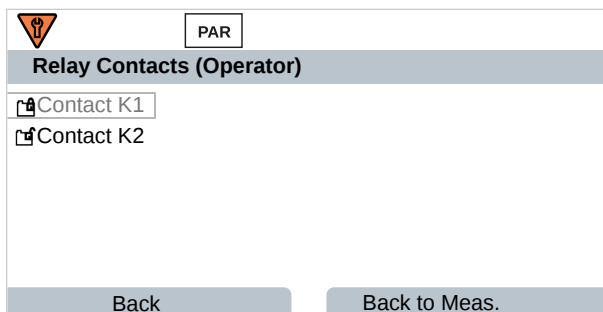 PAR
Relay Contacts (Operator)
Contact K1
Contact K2
Back
Back to Meas.